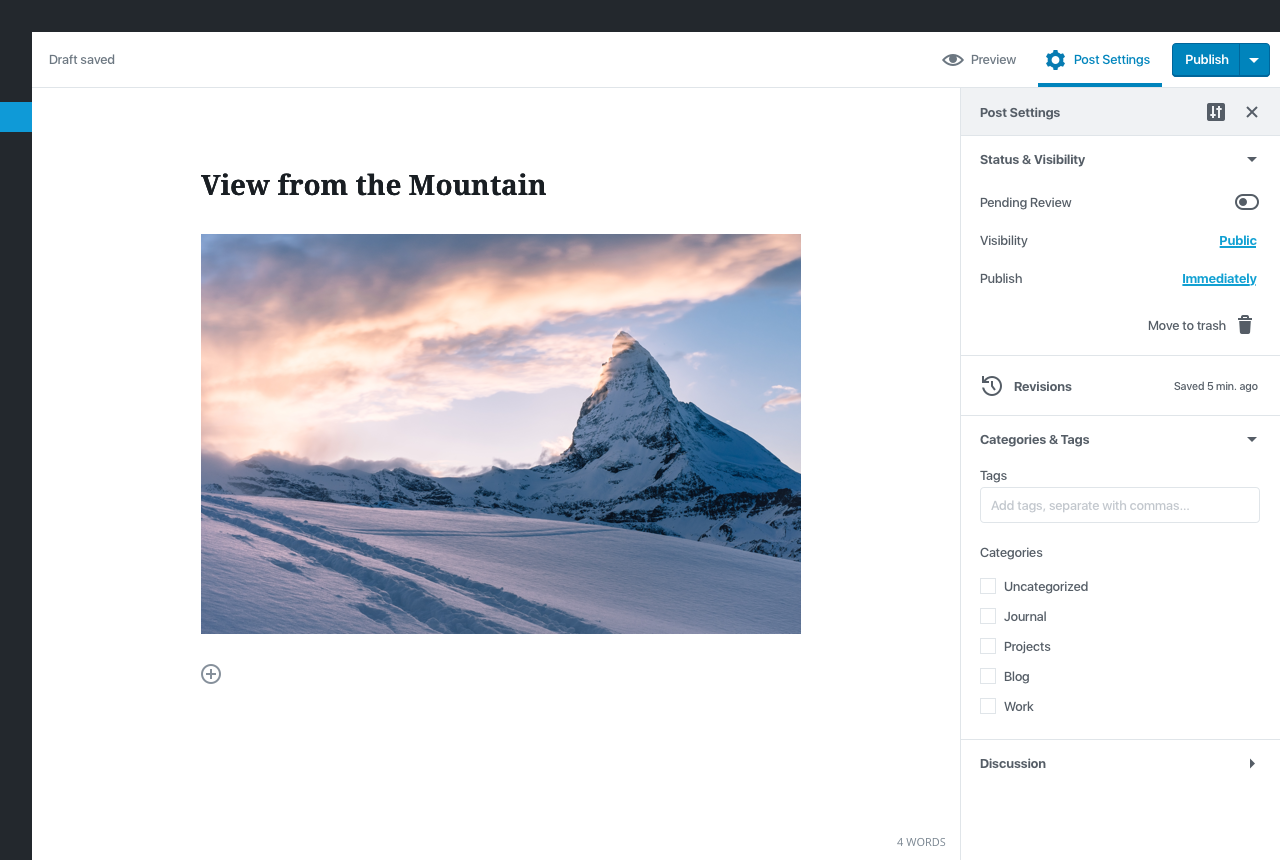 Draft saved
Preview
Post Settings
Publish
View from the Mountain
4 WORDS
Post Settings
Status & Visibility
Pending Review
Visibility Public
Publish Immediately
Move to trash
Revisions Saved 5 min. ago
Categories & Tags
Tags
Add tags, separate with commas...
Categories
Uncategorized
Journal
Projects
Blog
Work
Discussion